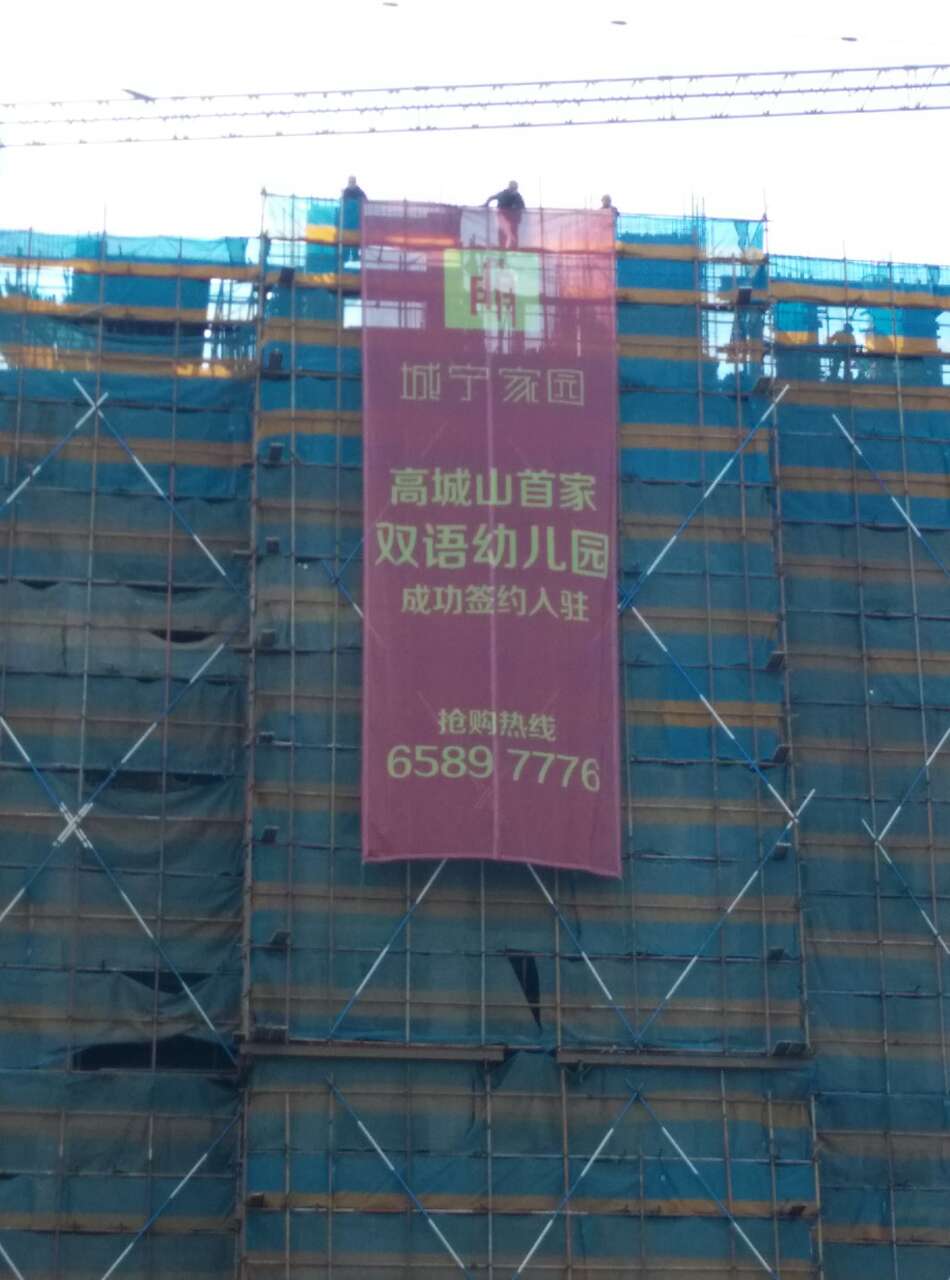 城宁家园
高城山首家
双语幼儿园
成功签约入驻
抢购热线
6589 7776